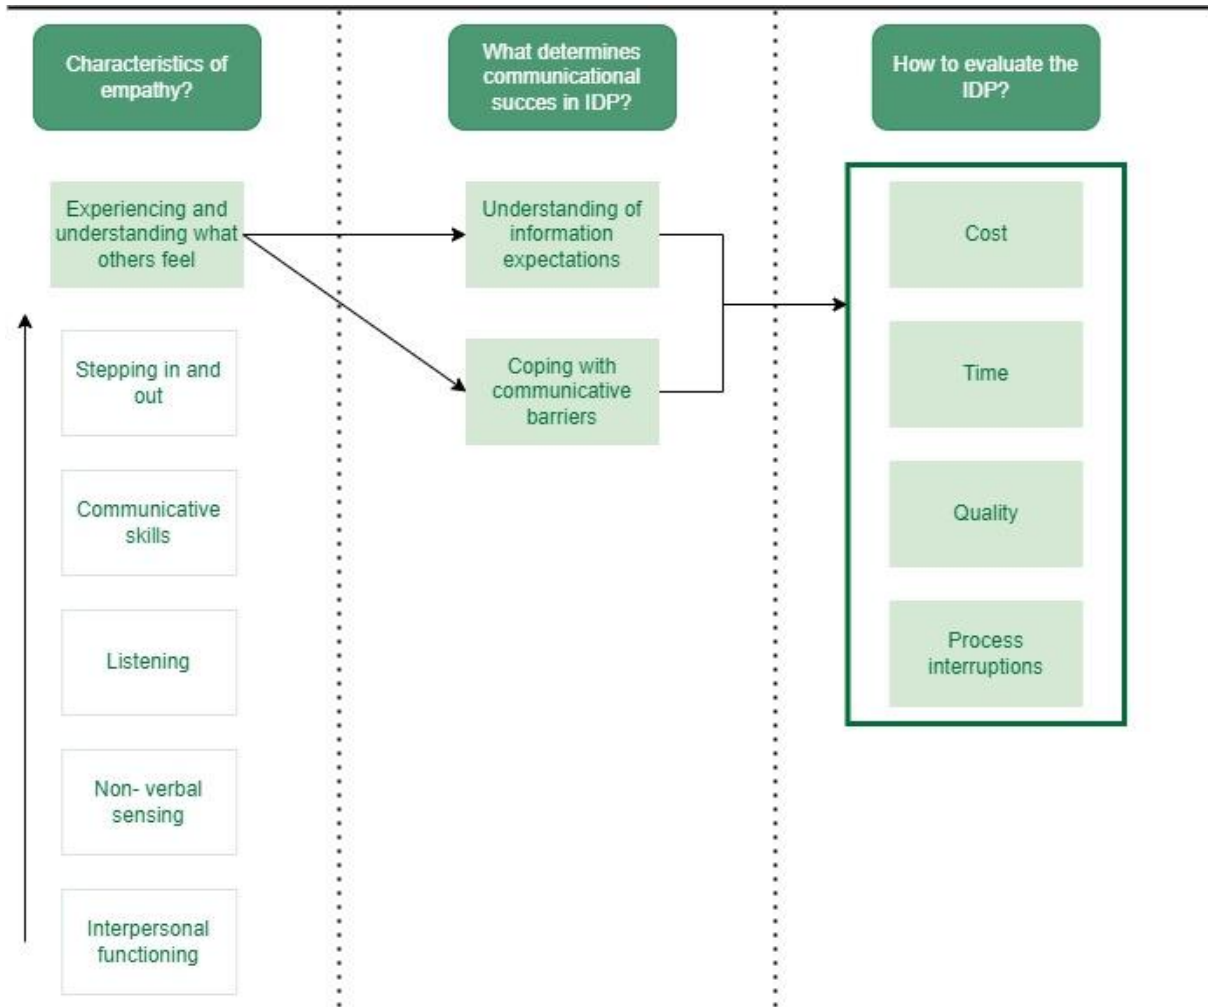 Characteristics of
empathy?
What determines
communicational
succes in IDP?
How to evaluate the
IDP?
Experiencing and
understanding what
others feel
Stepping in and
out
Communicative
skills
Listening
Non- verbal
sensing
Interpersonal
functioning
Understanding of
information
expectations
Coping with
communicative
barriers
Cost
Time
Quality
Process
interruptions